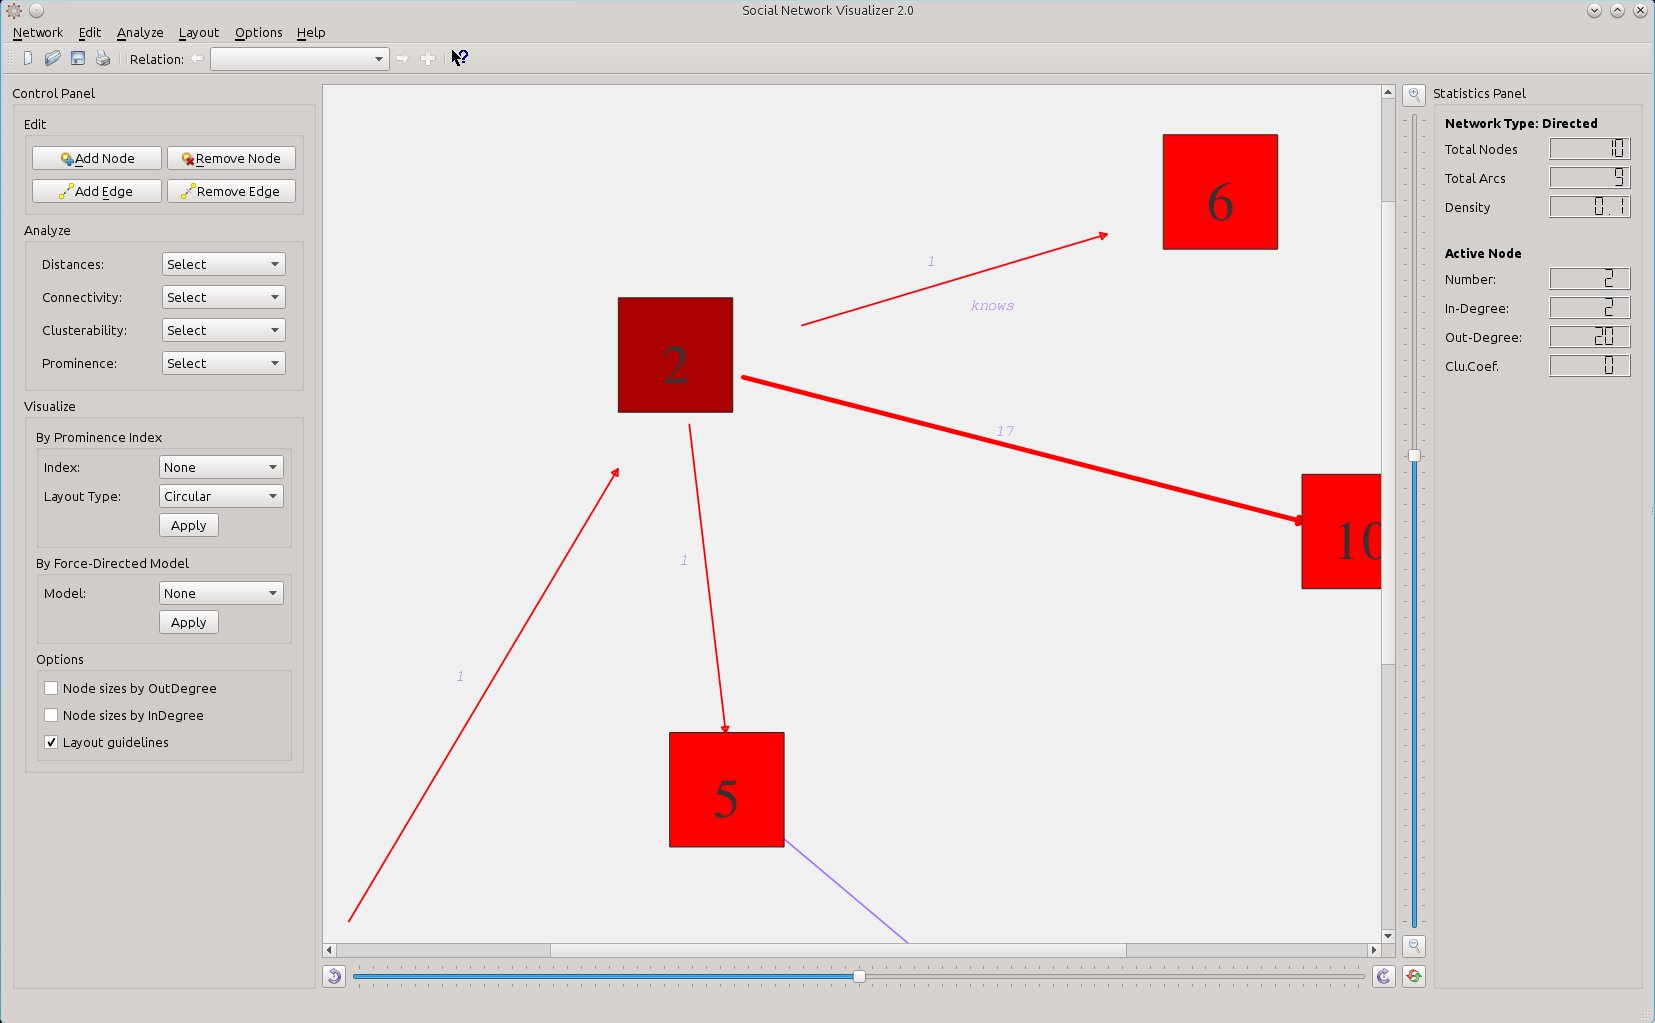 Social Network Visualizer 2.0
Network Edit Analyze Layout Options Help
Relation:
Control Panel
Edit
Add Node Remove Node
Add Edge Remove Edge
Analyze
Distances: Select
Connectivity: Select
Clusterability: Select
Prominence: Select
Visualize
By Prominence Index
Index: None
Layout Type: Circular
Apply
By Force-Directed Model
Model: None
Apply
Options
Node sizes by OutDegree
Node sizes by InDegree
Layout guidelines
6
1
knows
2
17
10
1
1
5
Statistics Panel
Network Type: Directed
Total Nodes 10
Total Arcs 9
Density 0.1
Active Node
Number: 2
In-Degree: 2
Out-Degree: 20
Clu.Coef. 0